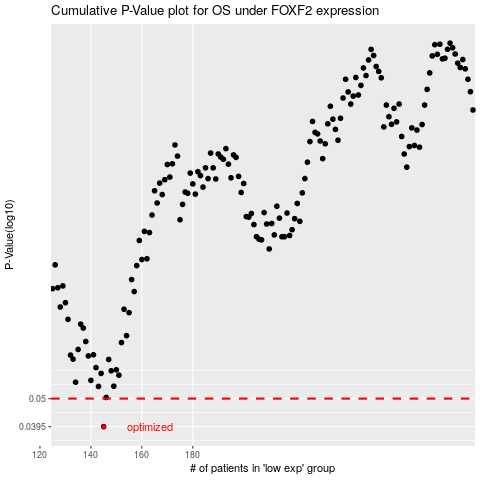 Cumulative P-Value plot for OS under FOXF2 expression
P-Value(log10)
0.05
0.0395
optimized
120 140 160 180
# of patients in 'low exp' group